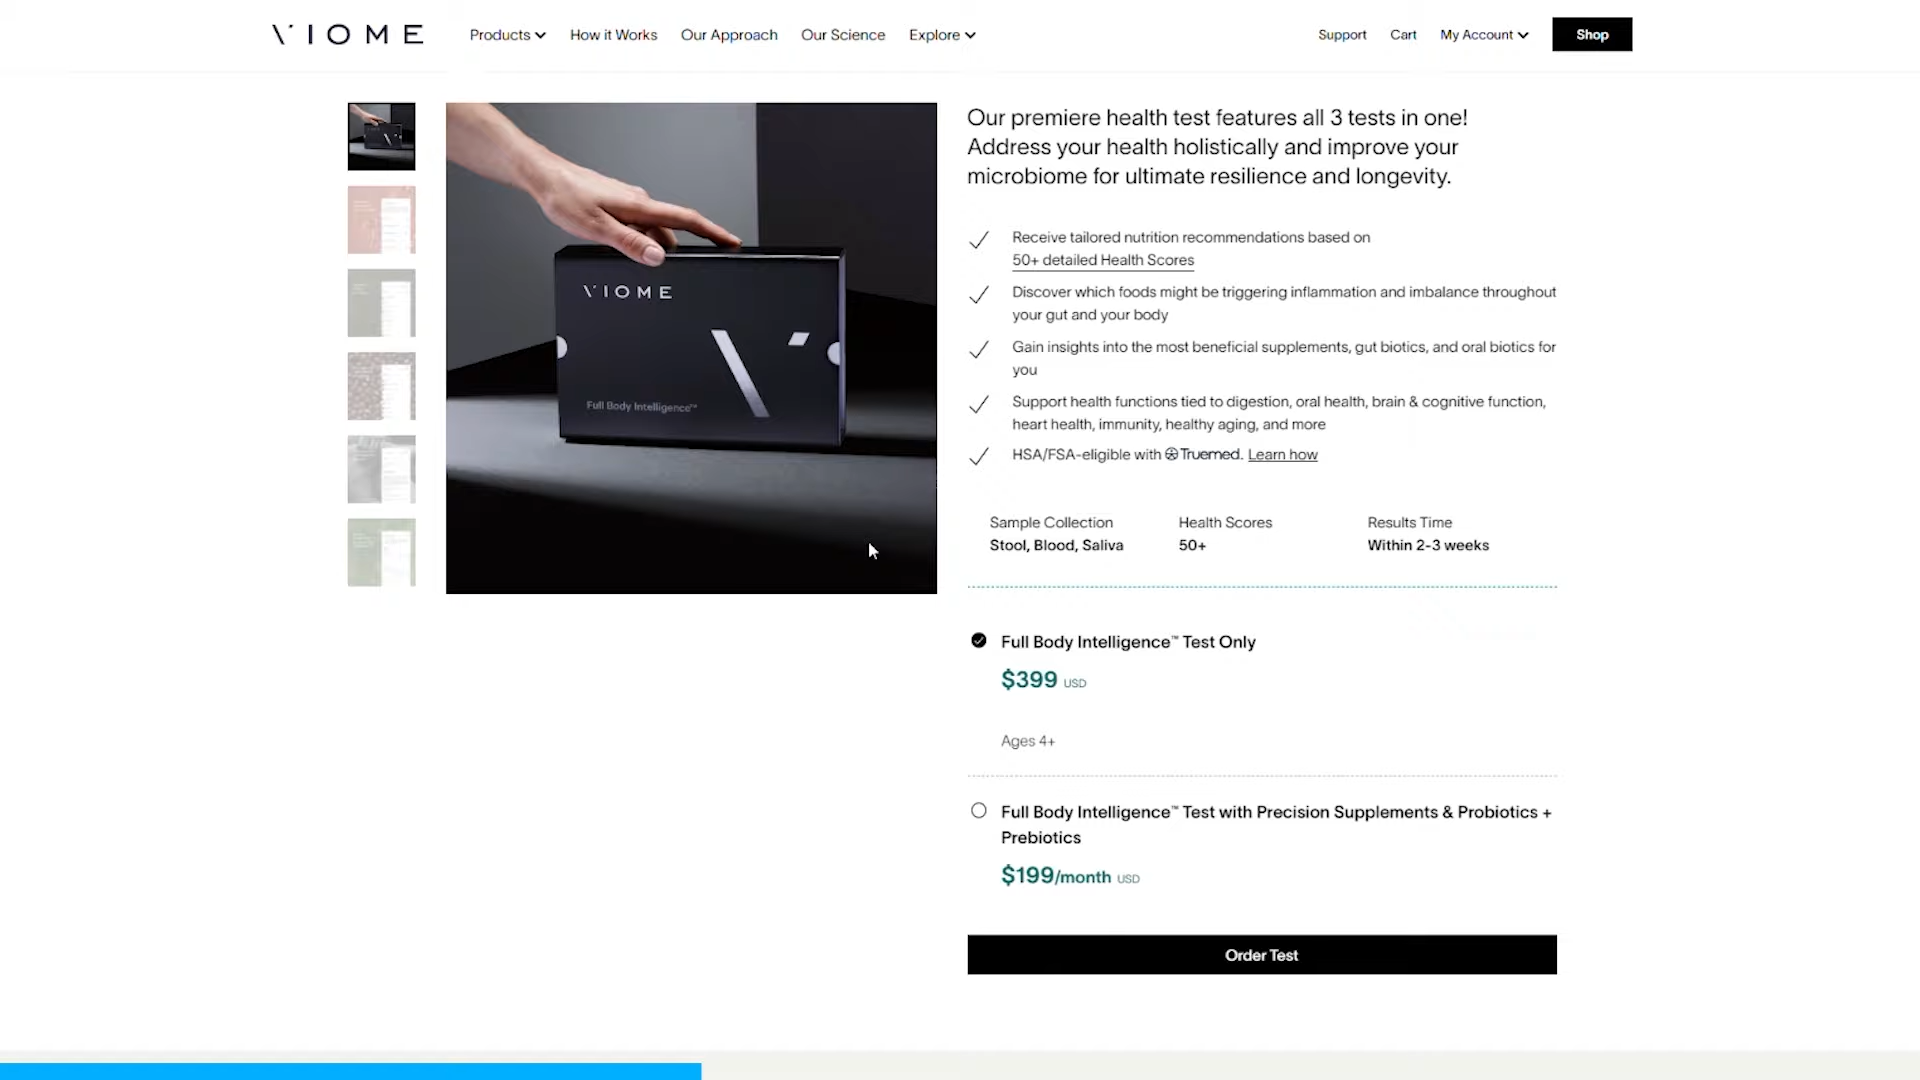 VIOME
Products
How it Works
Our Approach
Our Science
Explore
Support
Cart
My Account
Shop
VIOME
Full Body Intelligence™
Our premiere health test features all 3 tests in one!
Address your health holistically and improve your
microbiome for ultimate resilience and longevity.
Receive tailored nutrition recommendations based on
50+ detailed Health Scores
Discover which foods might be triggering inflammation and imbalance throughout
your gut and your body
Gain insights into the most beneficial supplements, gut biotics, and oral biotics for
you
Support health functions tied to digestion, oral health, brain & cognitive function,
heart health, immunity, healthy aging, and more
HSA/FSA-eligible with Truemed. Learn how
Sample Collection
Stool, Blood, Saliva
Health Scores
50+
Results Time
Within 2-3 weeks
Full Body Intelligence™ Test Only
$399 USD
Ages 4+
Full Body Intelligence™ Test with Precision Supplements & Probiotics +
Prebiotics
$199/month USD
Order Test